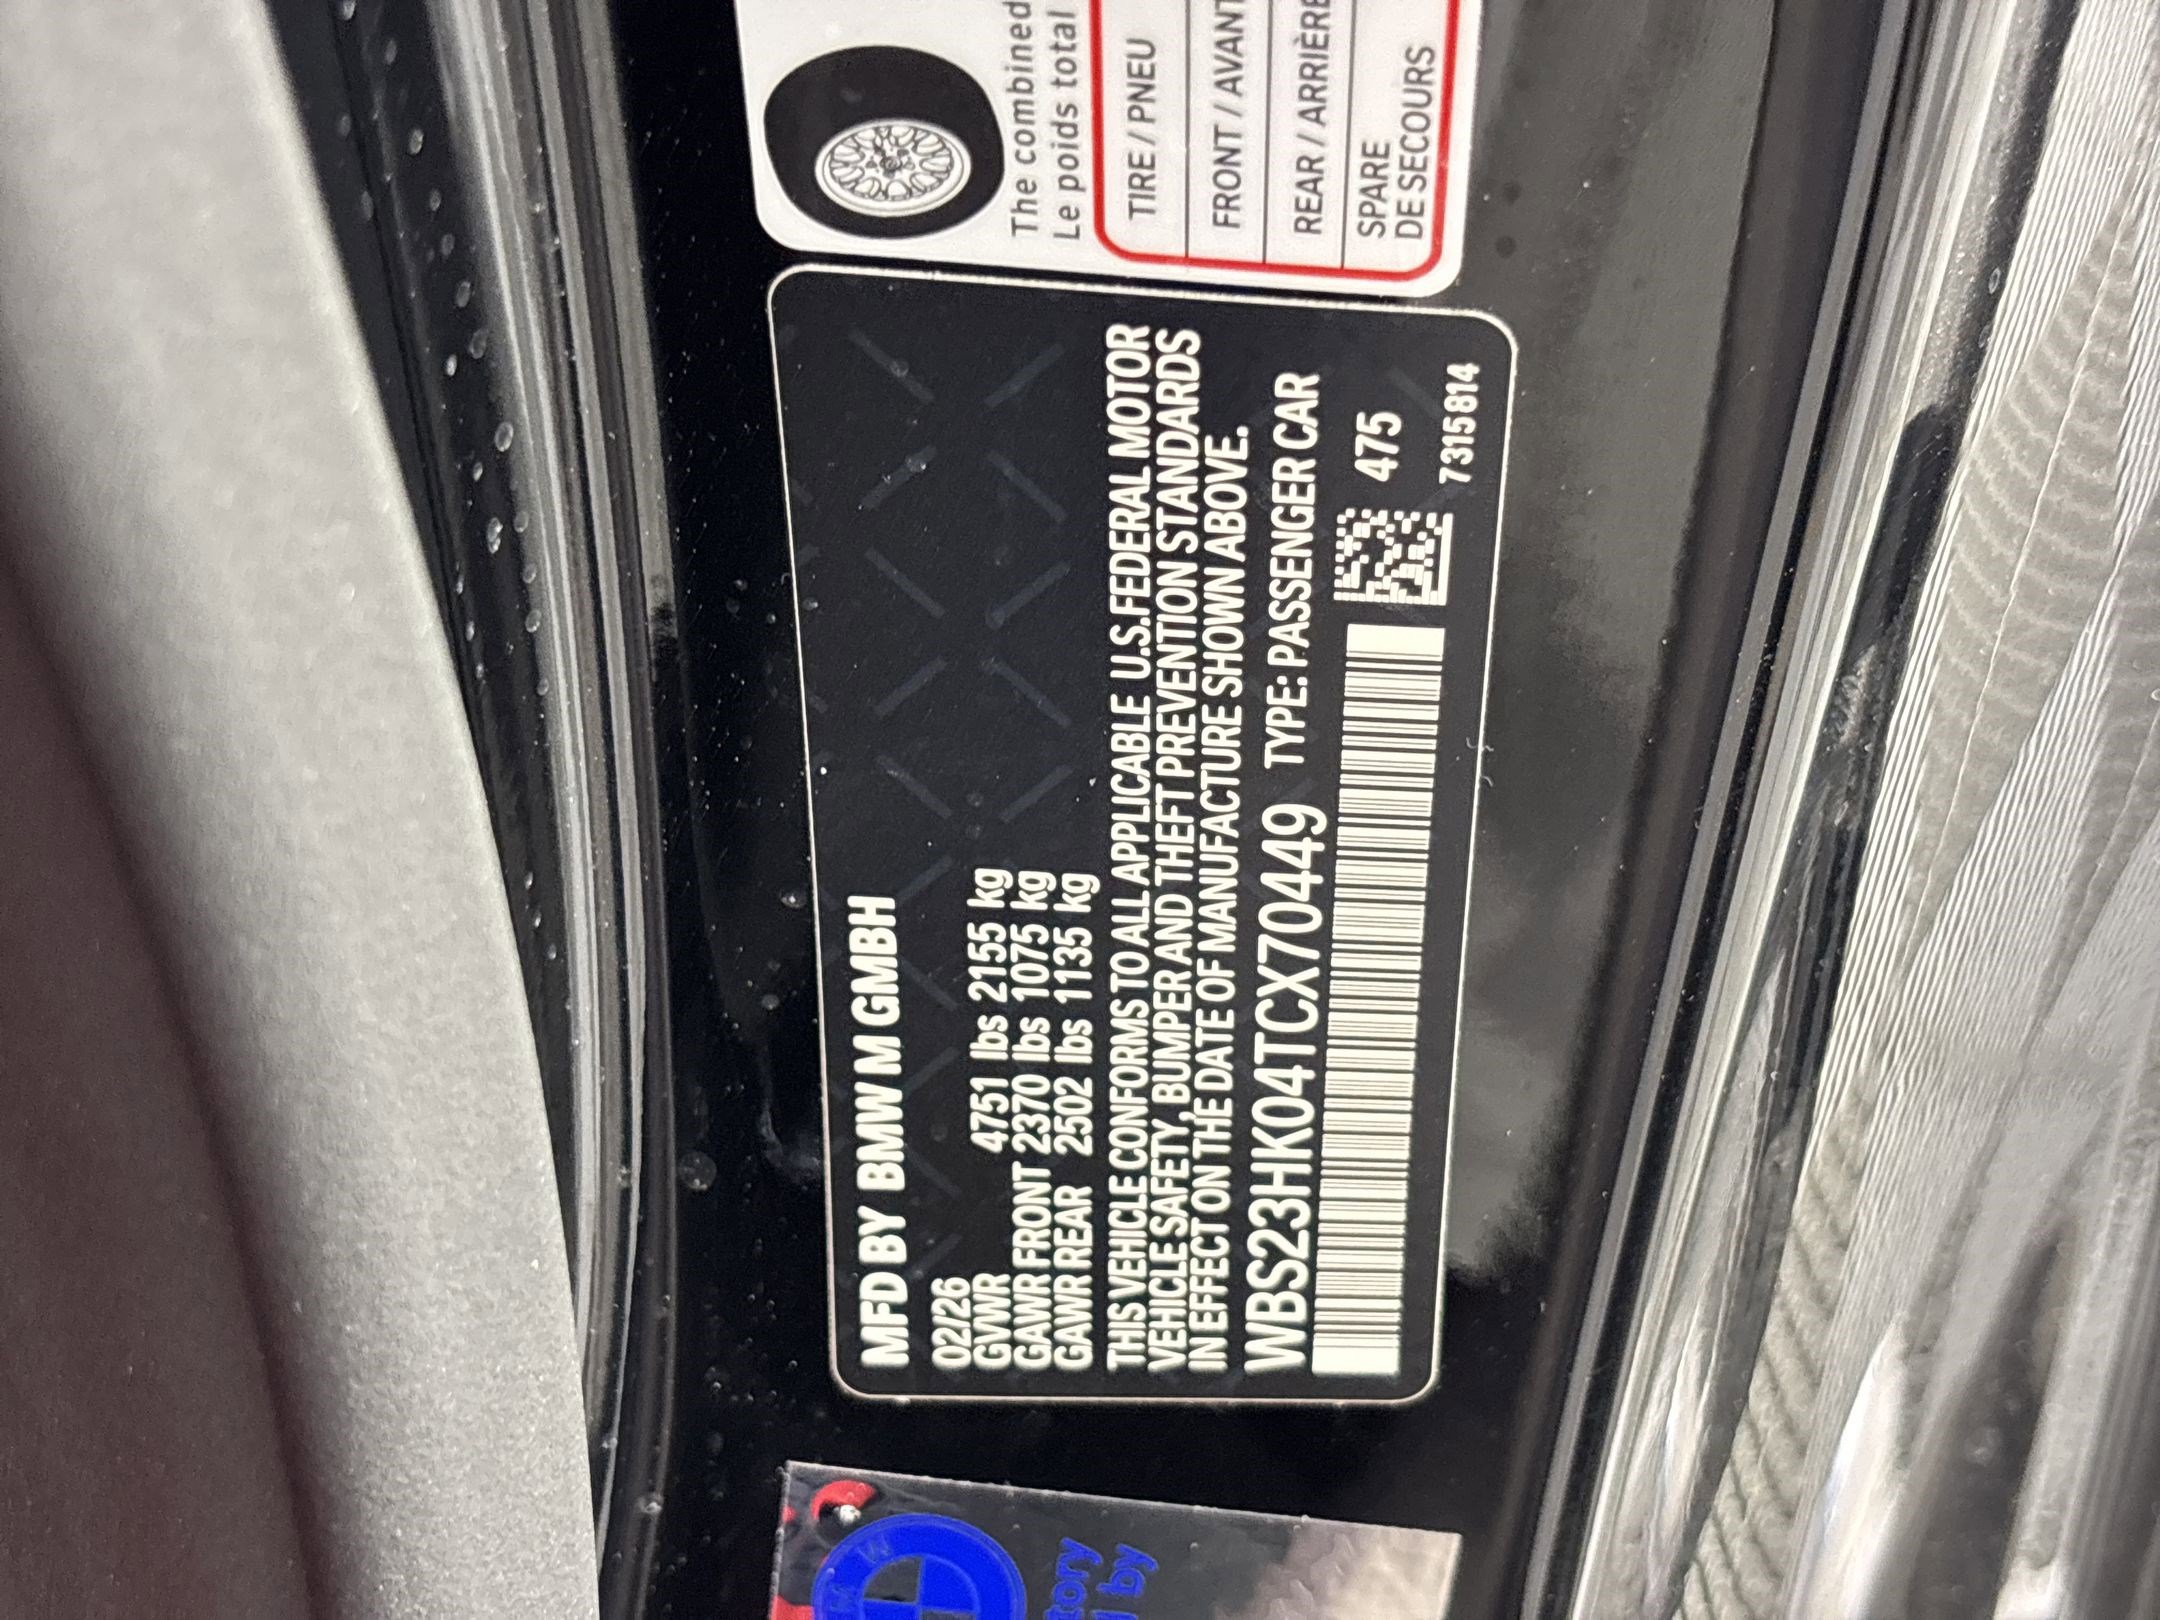 MFD BY BMW M GMBH
02/26
GVWR 4751 lbs 2155 kg
GAWR FRONT 2370 lbs 1075 kg
GAWR REAR 2502 lbs 1135 kg
THIS VEHICLE CONFORMS TO ALL APPLICABLE U.S.FEDERAL MOTOR
VEHICLE SAFETY, BUMPER AND THEFT PREVENTION STANDARDS
IN EFFECT ON THE DATE OF MANUFACTURE SHOWN ABOVE.
WBS23HK04TCX70449 TYPE: PASSENGER CAR
475
7315814
The combined
Le poids total
TIRE / PNEU
FRONT / AVANT
REAR / ARRIÈRE
SPARE
DE SECOURS
by